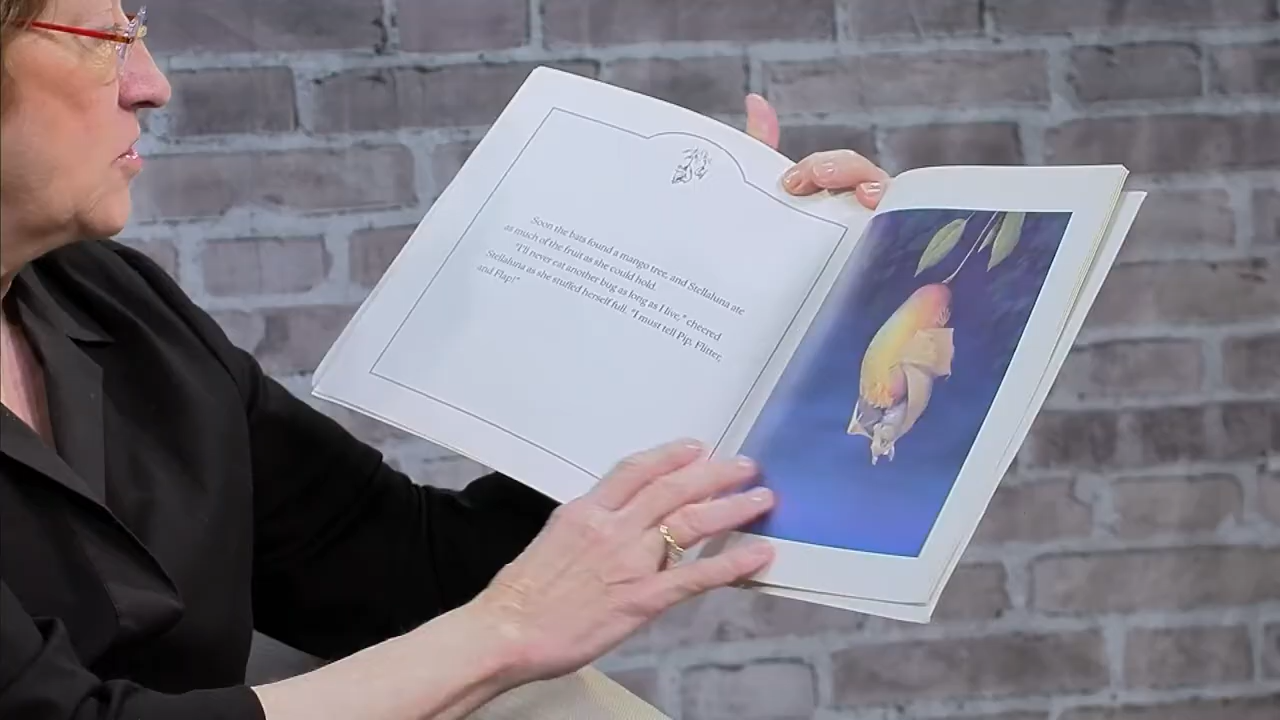 Soon the bats found a mango tree, and Stellaluna ate
as much of the fruit as she could hold.
"I'll never eat another bug as long as I live," cheered
Stellaluna as she stuffed herself full. "I must tell Pip, Flitter,
and Flap!"